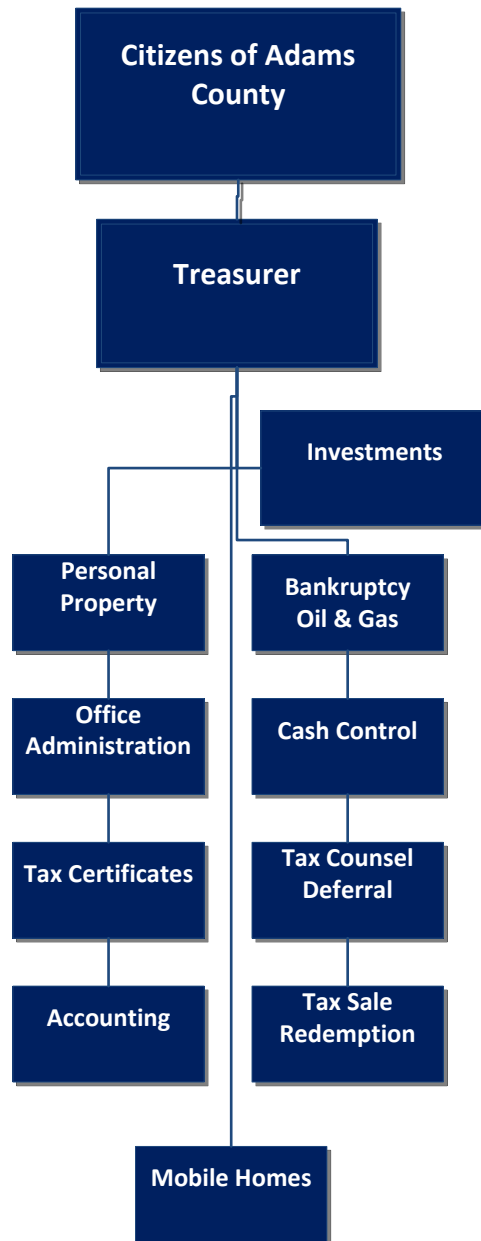 Citizens of Adams
County
Treasurer
Investments
Personal
Property
Bankruptcy
Oil & Gas
Office
Administration
Cash Control
Tax Certificates
Tax Counsel
Deferral
Accounting
Tax Sale
Redemption
Mobile Homes